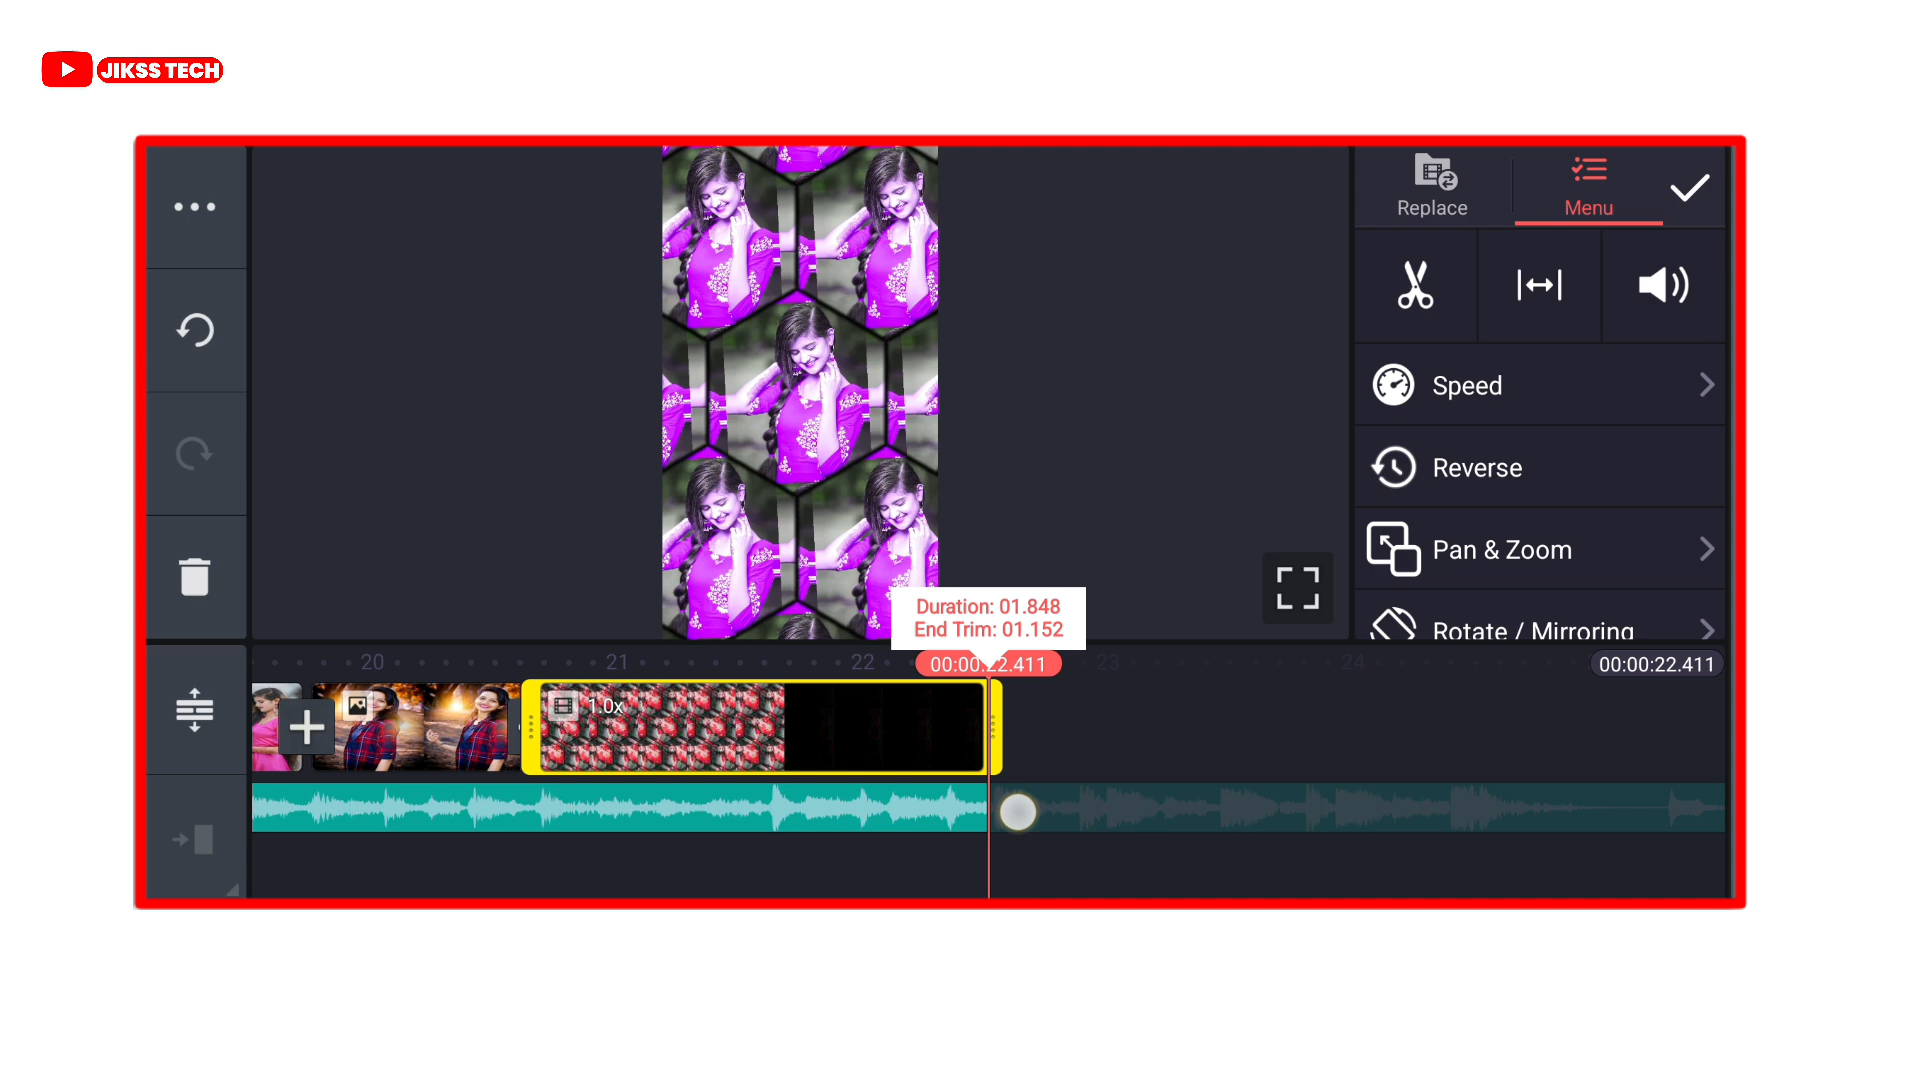 JIKSS TECH
Replace
Menu
Speed
Reverse
Pan & Zoom
Rotate / Mirroring
Duration: 01.848
End Trim: 01.152
20
21
22
00:00:22.411
23
24
00:00:22.411
1.0x